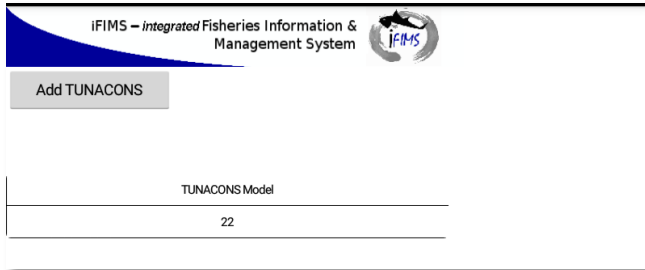 iFIMS – integrated Fisheries Information &
Management System
iFIMS
Add TUNACONS
TUNACONS Model
22